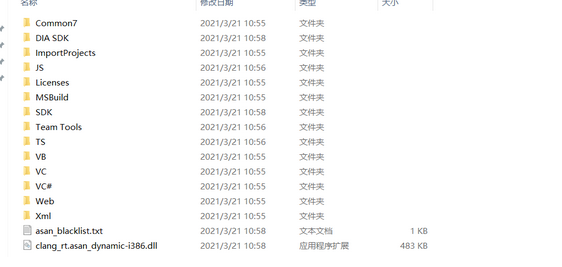 名称 修改日期 类型 大小
Common7 2021/3/21 10:55 文件夹
DIA SDK 2021/3/21 10:58 文件夹
ImportProjects 2021/3/21 10:55 文件夹
JS 2021/3/21 10:56 文件夹
Licenses 2021/3/21 10:55 文件夹
MSBuild 2021/3/21 10:55 文件夹
SDK 2021/3/21 10:58 文件夹
Team Tools 2021/3/21 10:56 文件夹
TS 2021/3/21 10:56 文件夹
VB 2021/3/21 10:55 文件夹
VC 2021/3/21 10:55 文件夹
VC# 2021/3/21 10:55 文件夹
Web 2021/3/21 10:55 文件夹
Xml 2021/3/21 10:55 文件夹
asan_blacklist.txt 2021/3/21 10:58 文本文档 1 KB
clang_rt.asan_dynamic-i386.dll 2021/3/21 10:58 应用程序扩展 483 KB